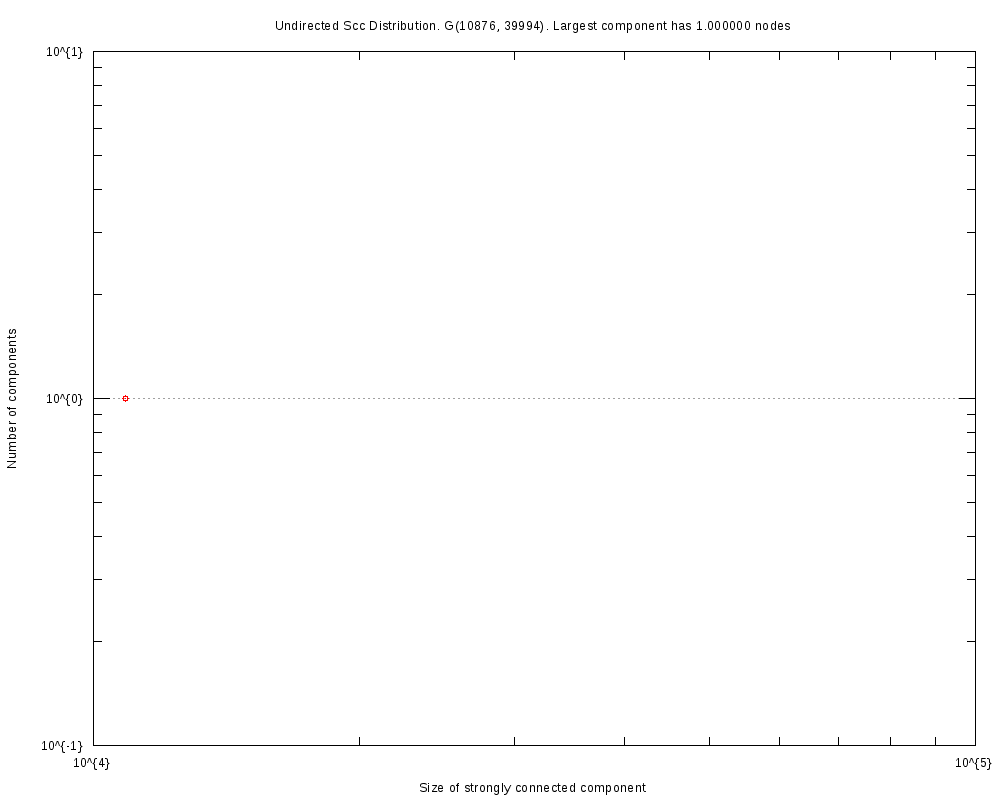 Undirected Scc Distribution. G(10876, 39994). Largest component has 1.000000 nodes
10^{1}
10^{0}
10^{-1}
Number of components
10^{4}
10^{5}
Size of strongly connected component